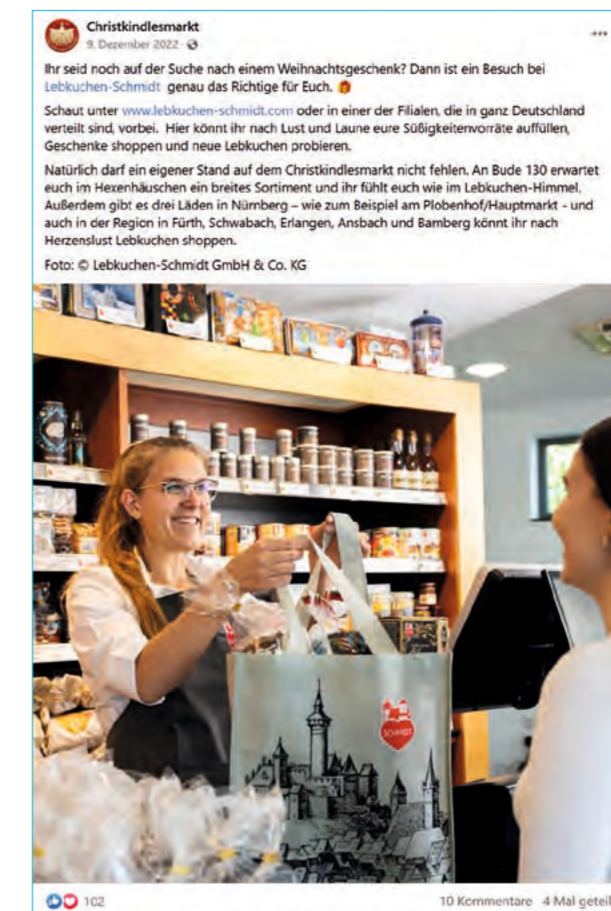 Christkindlesmarkt
9. Dezember 2022 ·
Ihr seid noch auf der Suche nach einem Weihnachtsgeschenk? Dann ist ein Besuch bei
Lebkuchen-Schmidt genau das Richtige für Euch.
Schaut unter www.lebkuchen-schmidt.com oder in einer der Filialen, die in ganz Deutschland
verteilt sind, vorbei. Hier könnt ihr nach Lust und Laune eure Süßigkeitenvorräte auffüllen,
Geschenke shoppen und neue Lebkuchen probieren.
Natürlich darf ein eigener Stand auf dem Christkindlesmarkt nicht fehlen. An Bude 130 erwartet
euch im Hexenhäuschen ein breites Sortiment und ihr fühlt euch wie im Lebkuchen-Himmel.
Außerdem gibt es drei Läden in Nürnberg – wie zum Beispiel am Plobenhof/Hauptmarkt - und
auch in der Region in Fürth, Schwabach, Erlangen, Ansbach und Bamberg könnt ihr nach
Herzenslust Lebkuchen shoppen.
Foto: © Lebkuchen-Schmidt GmbH & Co. KG
SCHMIDT
102
10 Kommentare 4 Mal geteilt